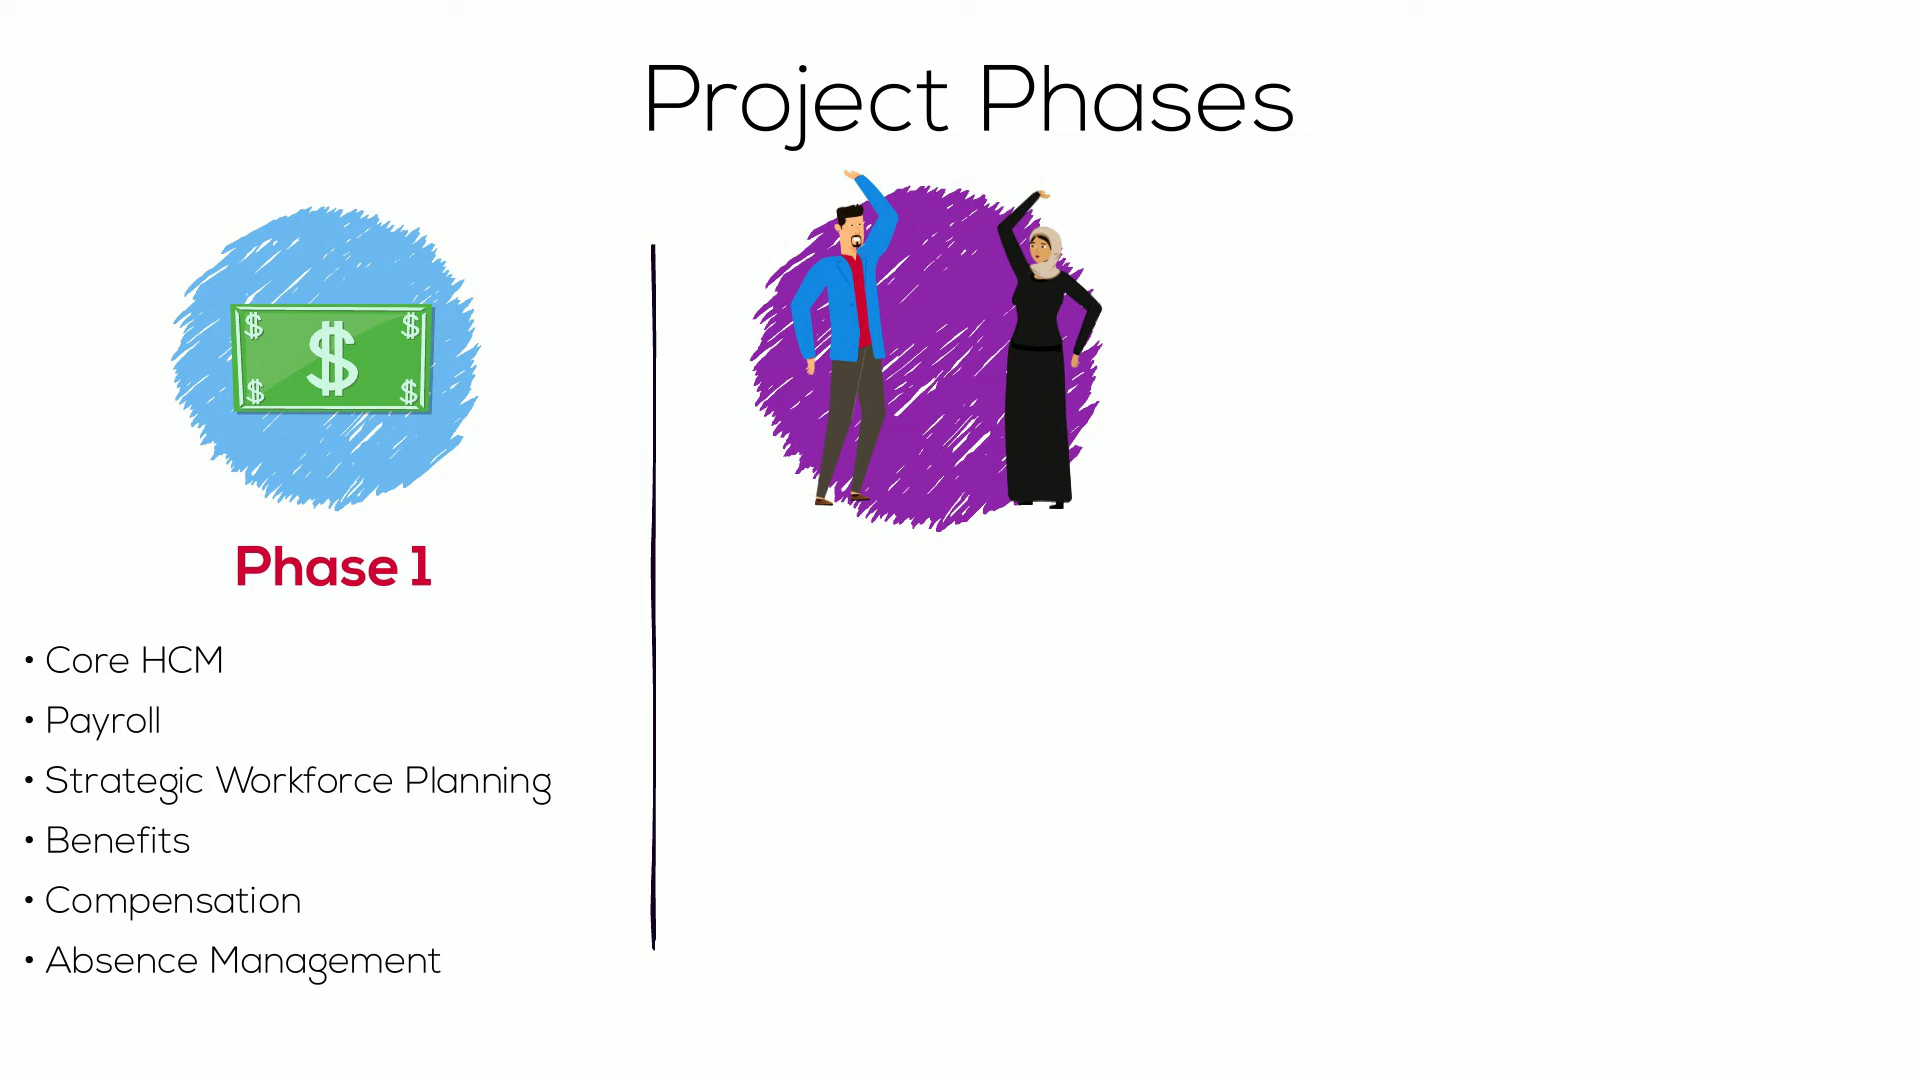 Project Phases
$ $ $ $ $
Phase 1
• Core HCM
• Payroll
• Strategic Workforce Planning
• Benefits
• Compensation
• Absence Management